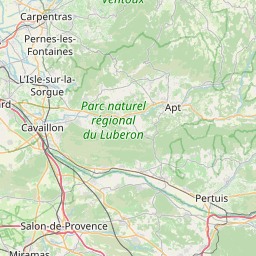 Ventoux
Carpentras
Pernes-les-
Fontaines
L'Isle-sur-la-
Sorgue
Parc naturel
régional
du Luberon
Apt
Cavaillon
Pertuis
Salon-de-Provence
Miramas